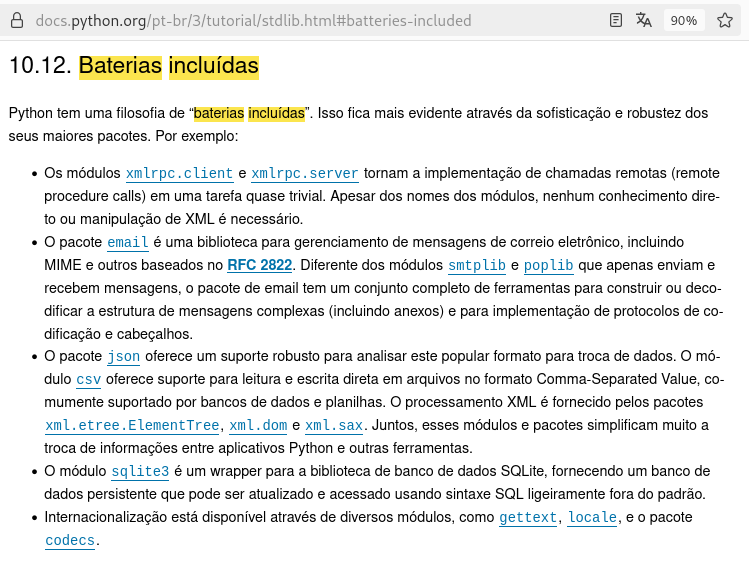 docs.python.org/pt-br/3/tutorial/stdlib.html#batteries-included
90%
10.12. Baterias incluídas
Python tem uma filosofia de “baterias incluídas”. Isso fica mais evidente através da sofisticação e robustez dos
seus maiores pacotes. Por exemplo:
• Os módulos xmlrpc.client e xmlrpc.server tornam a implementação de chamadas remotas (remote
procedure calls) em uma tarefa quase trivial. Apesar dos nomes dos módulos, nenhum conhecimento dire-
to ou manipulação de XML é necessário.
• O pacote email é uma biblioteca para gerenciamento de mensagens de correio eletrônico, incluindo
MIME e outros baseados no RFC 2822. Diferente dos módulos smtplib e poplib que apenas enviam e
recebem mensagens, o pacote de email tem um conjunto completo de ferramentas para construir ou deco-
dificar a estrutura de mensagens complexas (incluindo anexos) e para implementação de protocolos de co-
dificação e cabeçalhos.
• O pacote json oferece um suporte robusto para analisar este popular formato para troca de dados. O mó-
dulo csv oferece suporte para leitura e escrita direta em arquivos no formato Comma-Separated Value, co-
mumente suportado por bancos de dados e planilhas. O processamento XML é fornecido pelos pacotes
xml.etree.ElementTree, xml.dom e xml.sax. Juntos, esses módulos e pacotes simplificam muito a
troca de informações entre aplicativos Python e outras ferramentas.
• O módulo sqlite3 é um wrapper para a biblioteca de banco de dados SQLite, fornecendo um banco de
dados persistente que pode ser atualizado e acessado usando sintaxe SQL ligeiramente fora do padrão.
• Internacionalização está disponível através de diversos módulos, como gettext, locale, e o pacote
codecs.